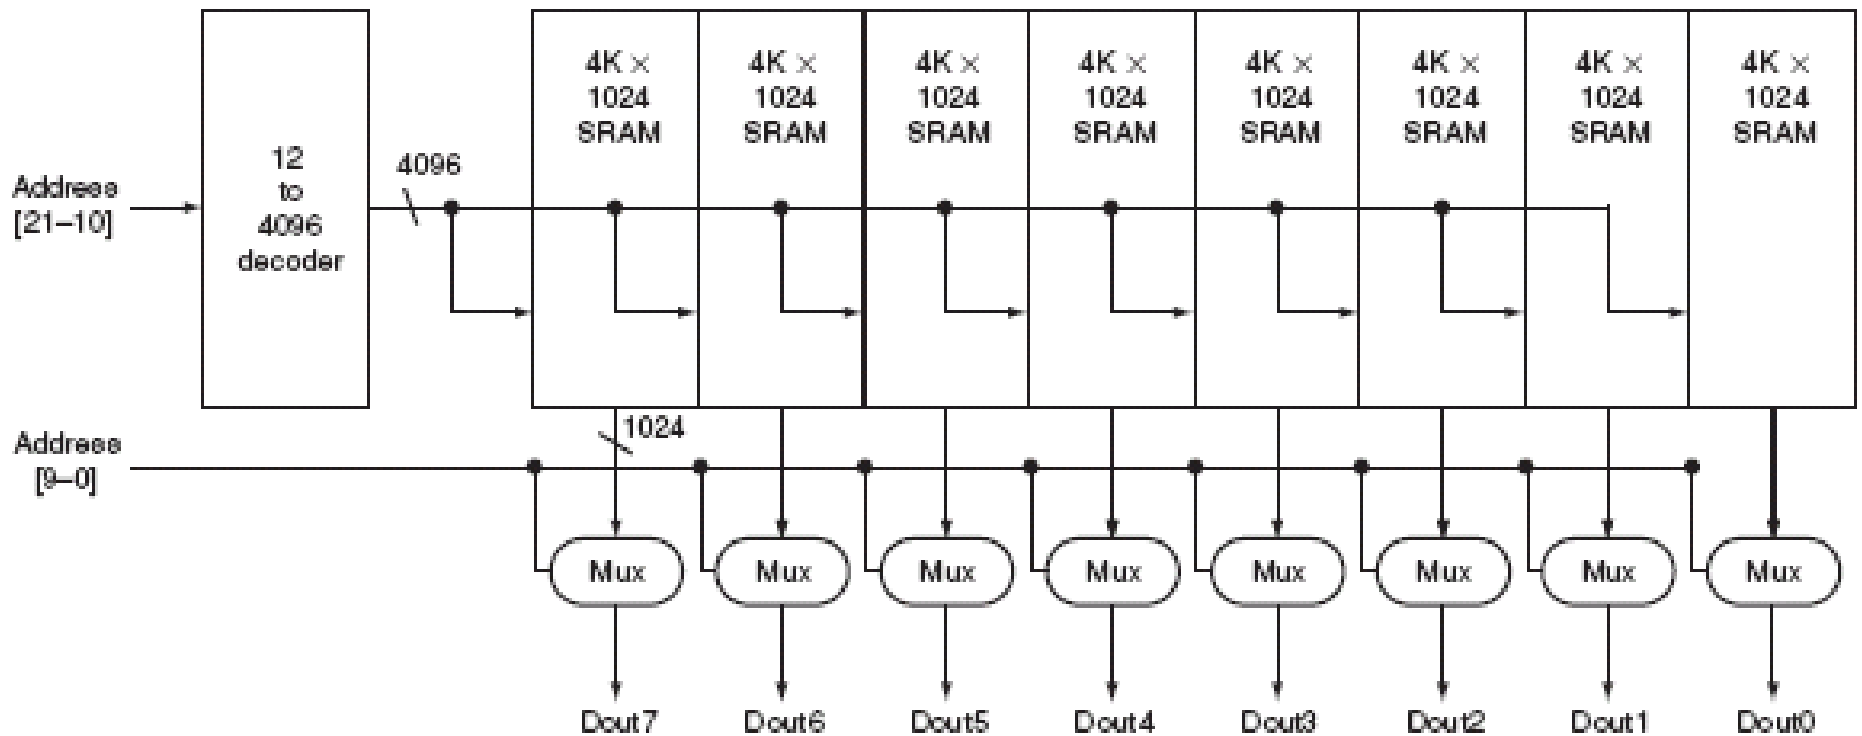 4K × 4K × 4K × 4K × 4K × 4K × 4K × 4K ×
1024 1024 1024 1024 1024 1024 1024 1024
SRAM SRAM SRAM SRAM SRAM SRAM SRAM SRAM
12
to
4096
decoder
4096
Address
[21–10]
1024
Address
[9–0]
Mux Mux Mux Mux Mux Mux Mux Mux
Dout7 Dout6 Dout5 Dout4 Dout3 Dout2 Dout1 Dout0